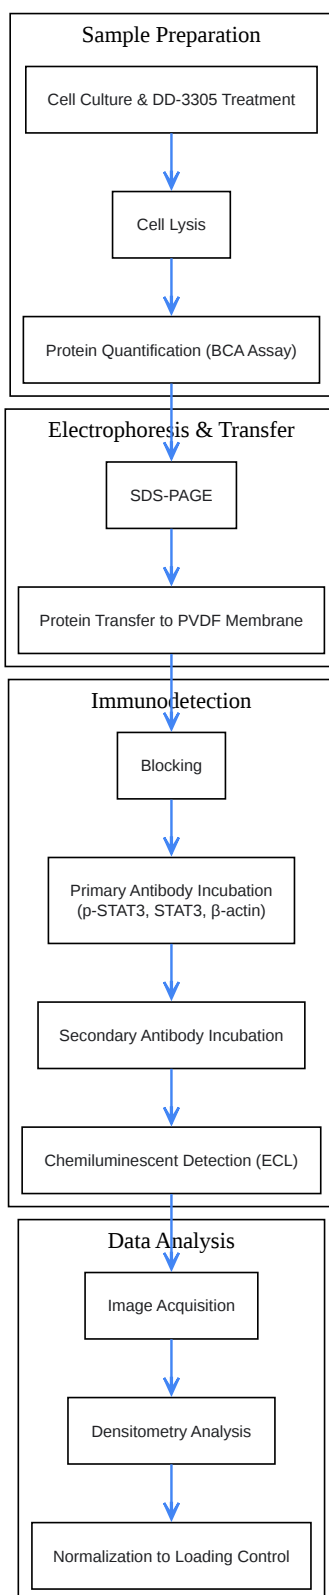 Sample Preparation
Cell Culture & DD-3305 Treatment
Cell Lysis
Protein Quantification (BCA Assay)
Electrophoresis & Transfer
SDS-PAGE
Protein Transfer to PVDF Membrane
Immunodetection
Blocking
Primary Antibody Incubation
(p-STAT3, STAT3, β-actin)
Secondary Antibody Incubation
Chemiluminescent Detection (ECL)
Data Analysis
Image Acquisition
Densitometry Analysis
Normalization to Loading Control